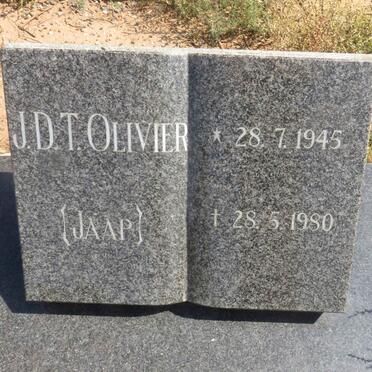 J.D.T. OLIVIER
[JAAP]
* 28.7.1945
† 28.5.1980